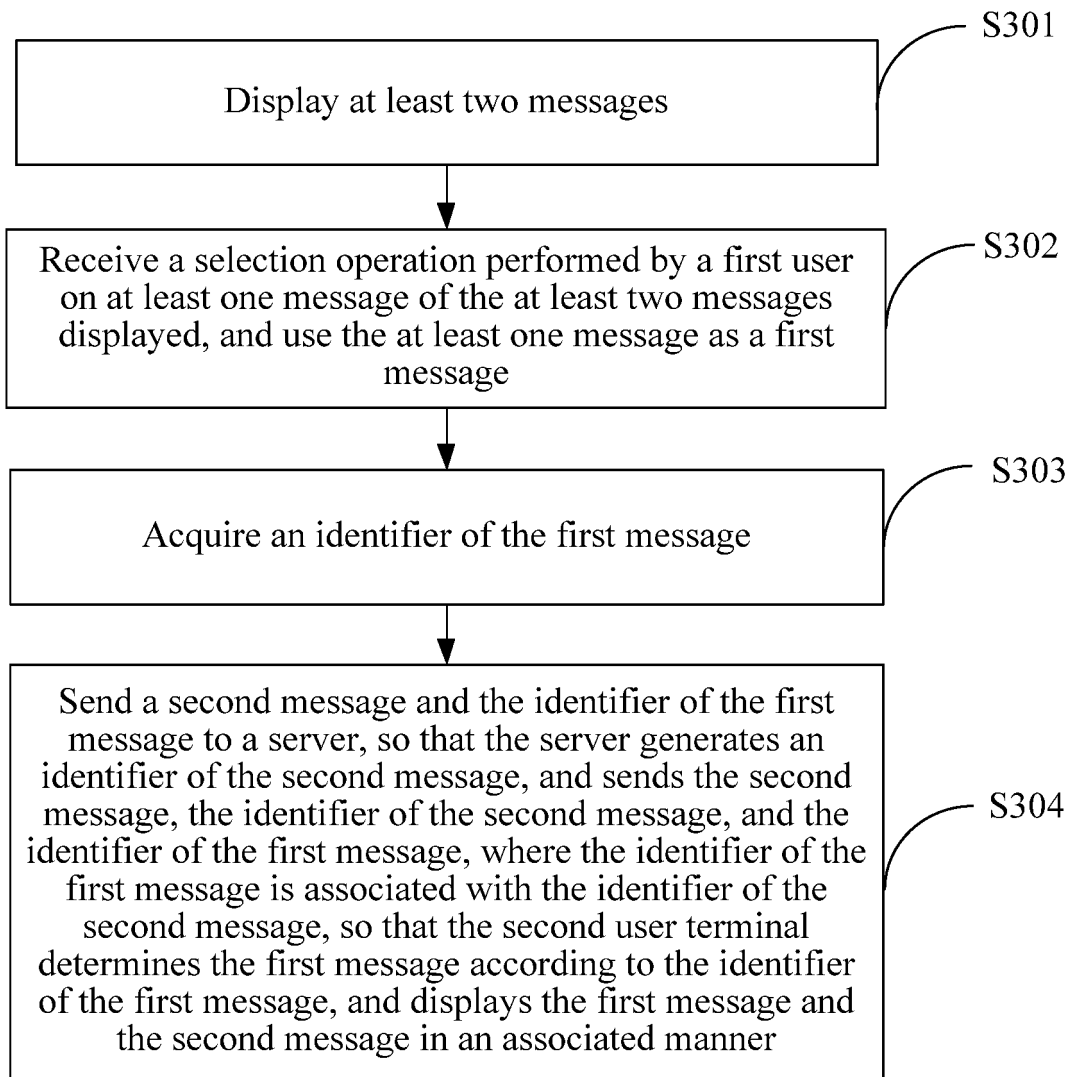 S301
Display at least two messages
S302
Receive a selection operation performed by a first user
on at least one message of the at least two messages
displayed, and use the at least one message as a first
message
S303
Acquire an identifier of the first message
Send a second message and the identifier of the first
message to a server, so that the server generates an
identifier of the second message, and sends the second
message, the identifier of the second message, and the
identifier of the first message, where the identifier of the
first message is associated with the identifier of the
second message, so that the second user terminal
determines the first message according to the identifier
of the first message, and displays the first message and
the second message in an associated manner
S304